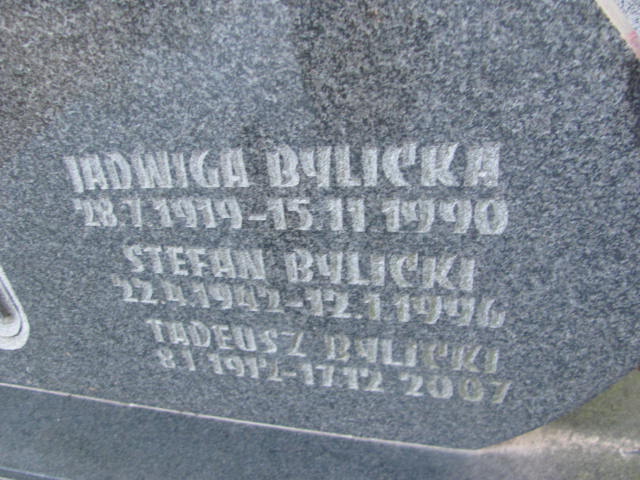 JADWIGA BYLICKA
28.7.1919-15.11.1990
STEFAN BYLICKI
22.4.1942-12.1.1996
TADEUSZ BYLICKI
8.1.1912-17.12.2007